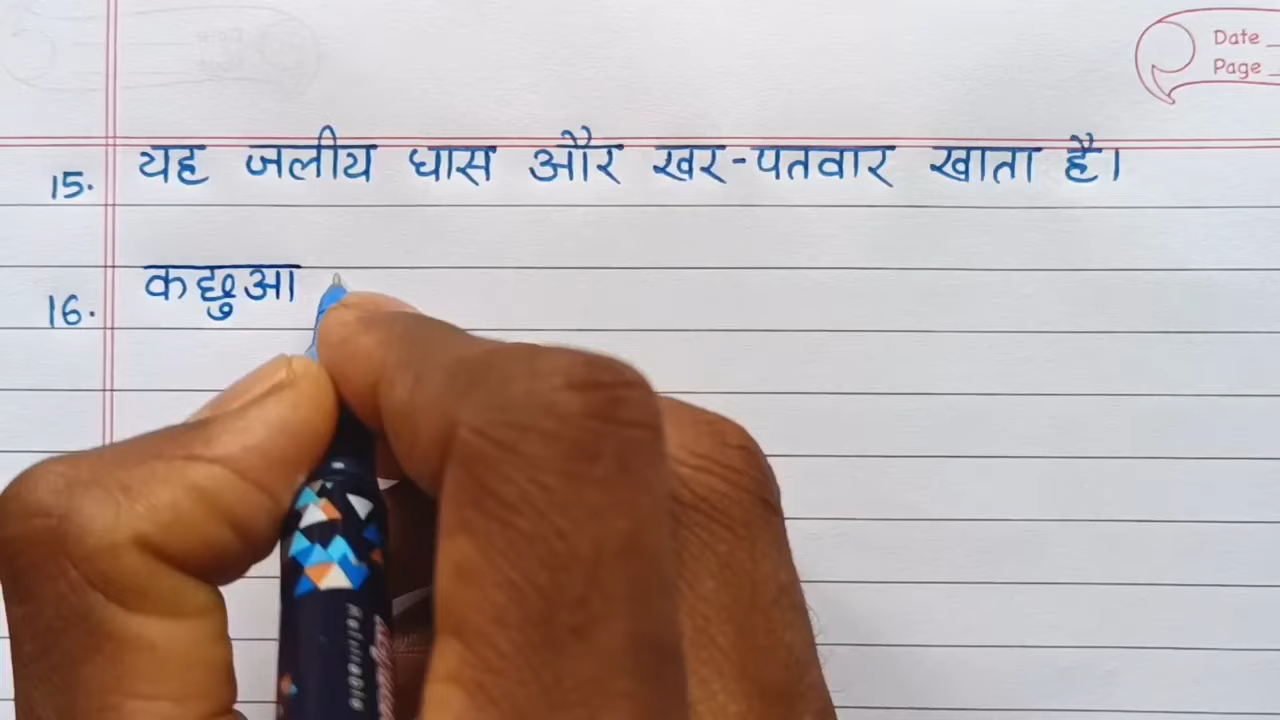 Date
Page
15. यह जलीय घास और खर-पतवार खाता है।
16. कछुआ